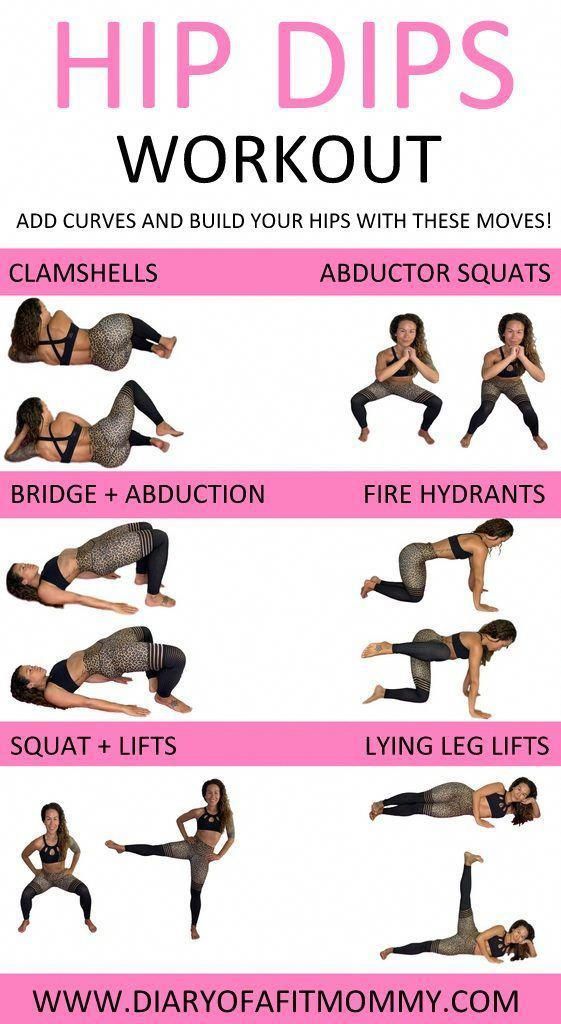 HIP DIPS
WORKOUT
ADD CURVES AND BUILD YOUR HIPS WITH THESE MOVES!
CLAMSHELLS
ABDUCTOR SQUATS
BRIDGE + ABDUCTION
FIRE HYDRANTS
SQUAT + LIFTS
LYING LEG LIFTS
WWW.DIARYOFAFITMOMMY.COM